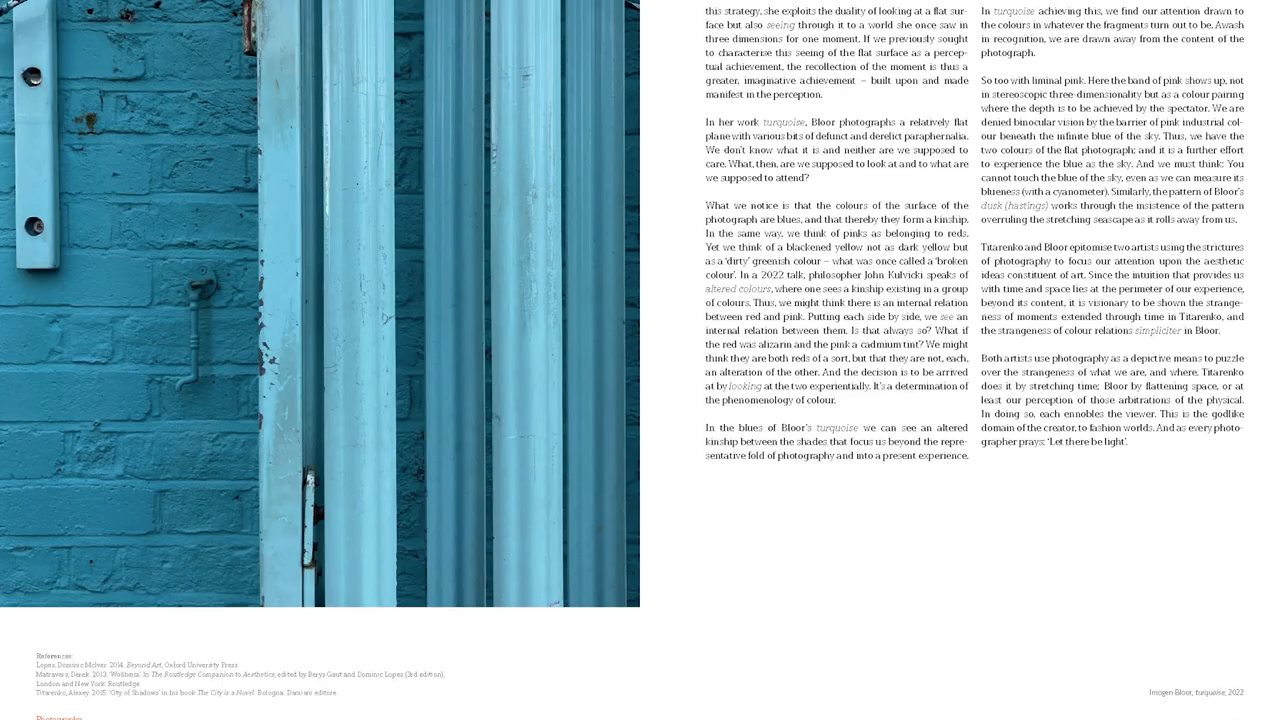 this strategy, she exploits the duality of looking at a flat sur-
face but also seeing through it to a world she once saw in
three dimensions for one moment. If we previously sought
to characterise this seeing of the flat surface as a percep-
tual achievement, the recollection of the moment is thus a
greater, imaginative achievement – built upon and made
manifest in the perception.
In her work turquoise, Bloor photographs a relatively flat
plane with various bits of defunct and derelict paraphernalia.
We don't know what it is and neither are we supposed to
care. What, then, are we supposed to look at and to what are
we supposed to attend?
What we notice is that the colours of the surface of the
photograph are blues, and that thereby they form a kinship.
In the same way, we think of pinks as belonging to reds.
Yet we think of a blackened yellow not as dark yellow but
as a 'dirty' greenish colour – what was once called a 'broken
colour'. In a 2022 talk, philosopher John Kulvicki speaks of
altered colours, where one sees a kinship existing in a group
of colours. Thus, we might think there is an internal relation
between red and pink. Putting each side by side, we see an
internal relation between them. Is that always so? What if
the red was alizarin and the pink a cadmium tint? We might
think they are both reds of a sort, but that they are not, each,
an alteration of the other. And the decision is to be arrived
at by looking at the two experientially. It's a determination of
the phenomenology of colour.
In the blues of Bloor's turquoise we can see an altered
kinship between the shades that focus us beyond the repre-
sentative fold of photography and into a present experience.
In turquoise achieving this, we find our attention drawn to
the colours in whatever the fragments turn out to be. Awash
in recognition, we are drawn away from the content of the
photograph.
So too with liminal pink. Here the band of pink shows up, not
in stereoscopic three-dimensionality but as a colour pairing
where the depth is to be achieved by the spectator. We are
denied binocular vision by the barrier of pink industrial col-
our beneath the infinite blue of the sky. Thus, we have the
two colours of the flat photograph; and it is a further effort
to experience the blue as the sky. And we must think: You
cannot touch the blue of the sky, even as we can measure its
blueness (with a cyanometer). Similarly, the pattern of Bloor's
dusk (hastings) works through the insistence of the pattern
overruling the stretching seascape as it rolls away from us.
Titarenko and Bloor epitomise two artists using the strictures
of photography to focus our attention upon the aesthetic
ideas constituent of art. Since the intuition that provides us
with time and space lies at the perimeter of our experience,
beyond its content, it is visionary to be shown the strange-
ness of moments extended through time in Titarenko, and
the strangeness of colour relations simpliciter in Bloor.
Both artists use photography as a depictive means to puzzle
over the strangeness of what we are, and where. Titarenko
does it by stretching time; Bloor by flattening space, or at
least our perception of those arbitrations of the physical.
In doing so, each ennobles the viewer. This is the godlike
domain of the creator, to fashion worlds. And as every photo-
grapher prays: 'Let there be light'.
References:
Lopes, Dominic McIver. 2014. Beyond Art, Oxford University Press
Matravers, Derek. 2013. 'Wollheim'. In The Routledge Companion to Aesthetics, edited by Berys Gaut and Dominic Lopes (3rd edition),
London and New York: Routledge
Titarenko, Alexey. 2015. 'City of Shadows' in his book The City is a Novel. Bologna: Damiani editore
Imogen Bloor, turquoise, 2022
Photographs